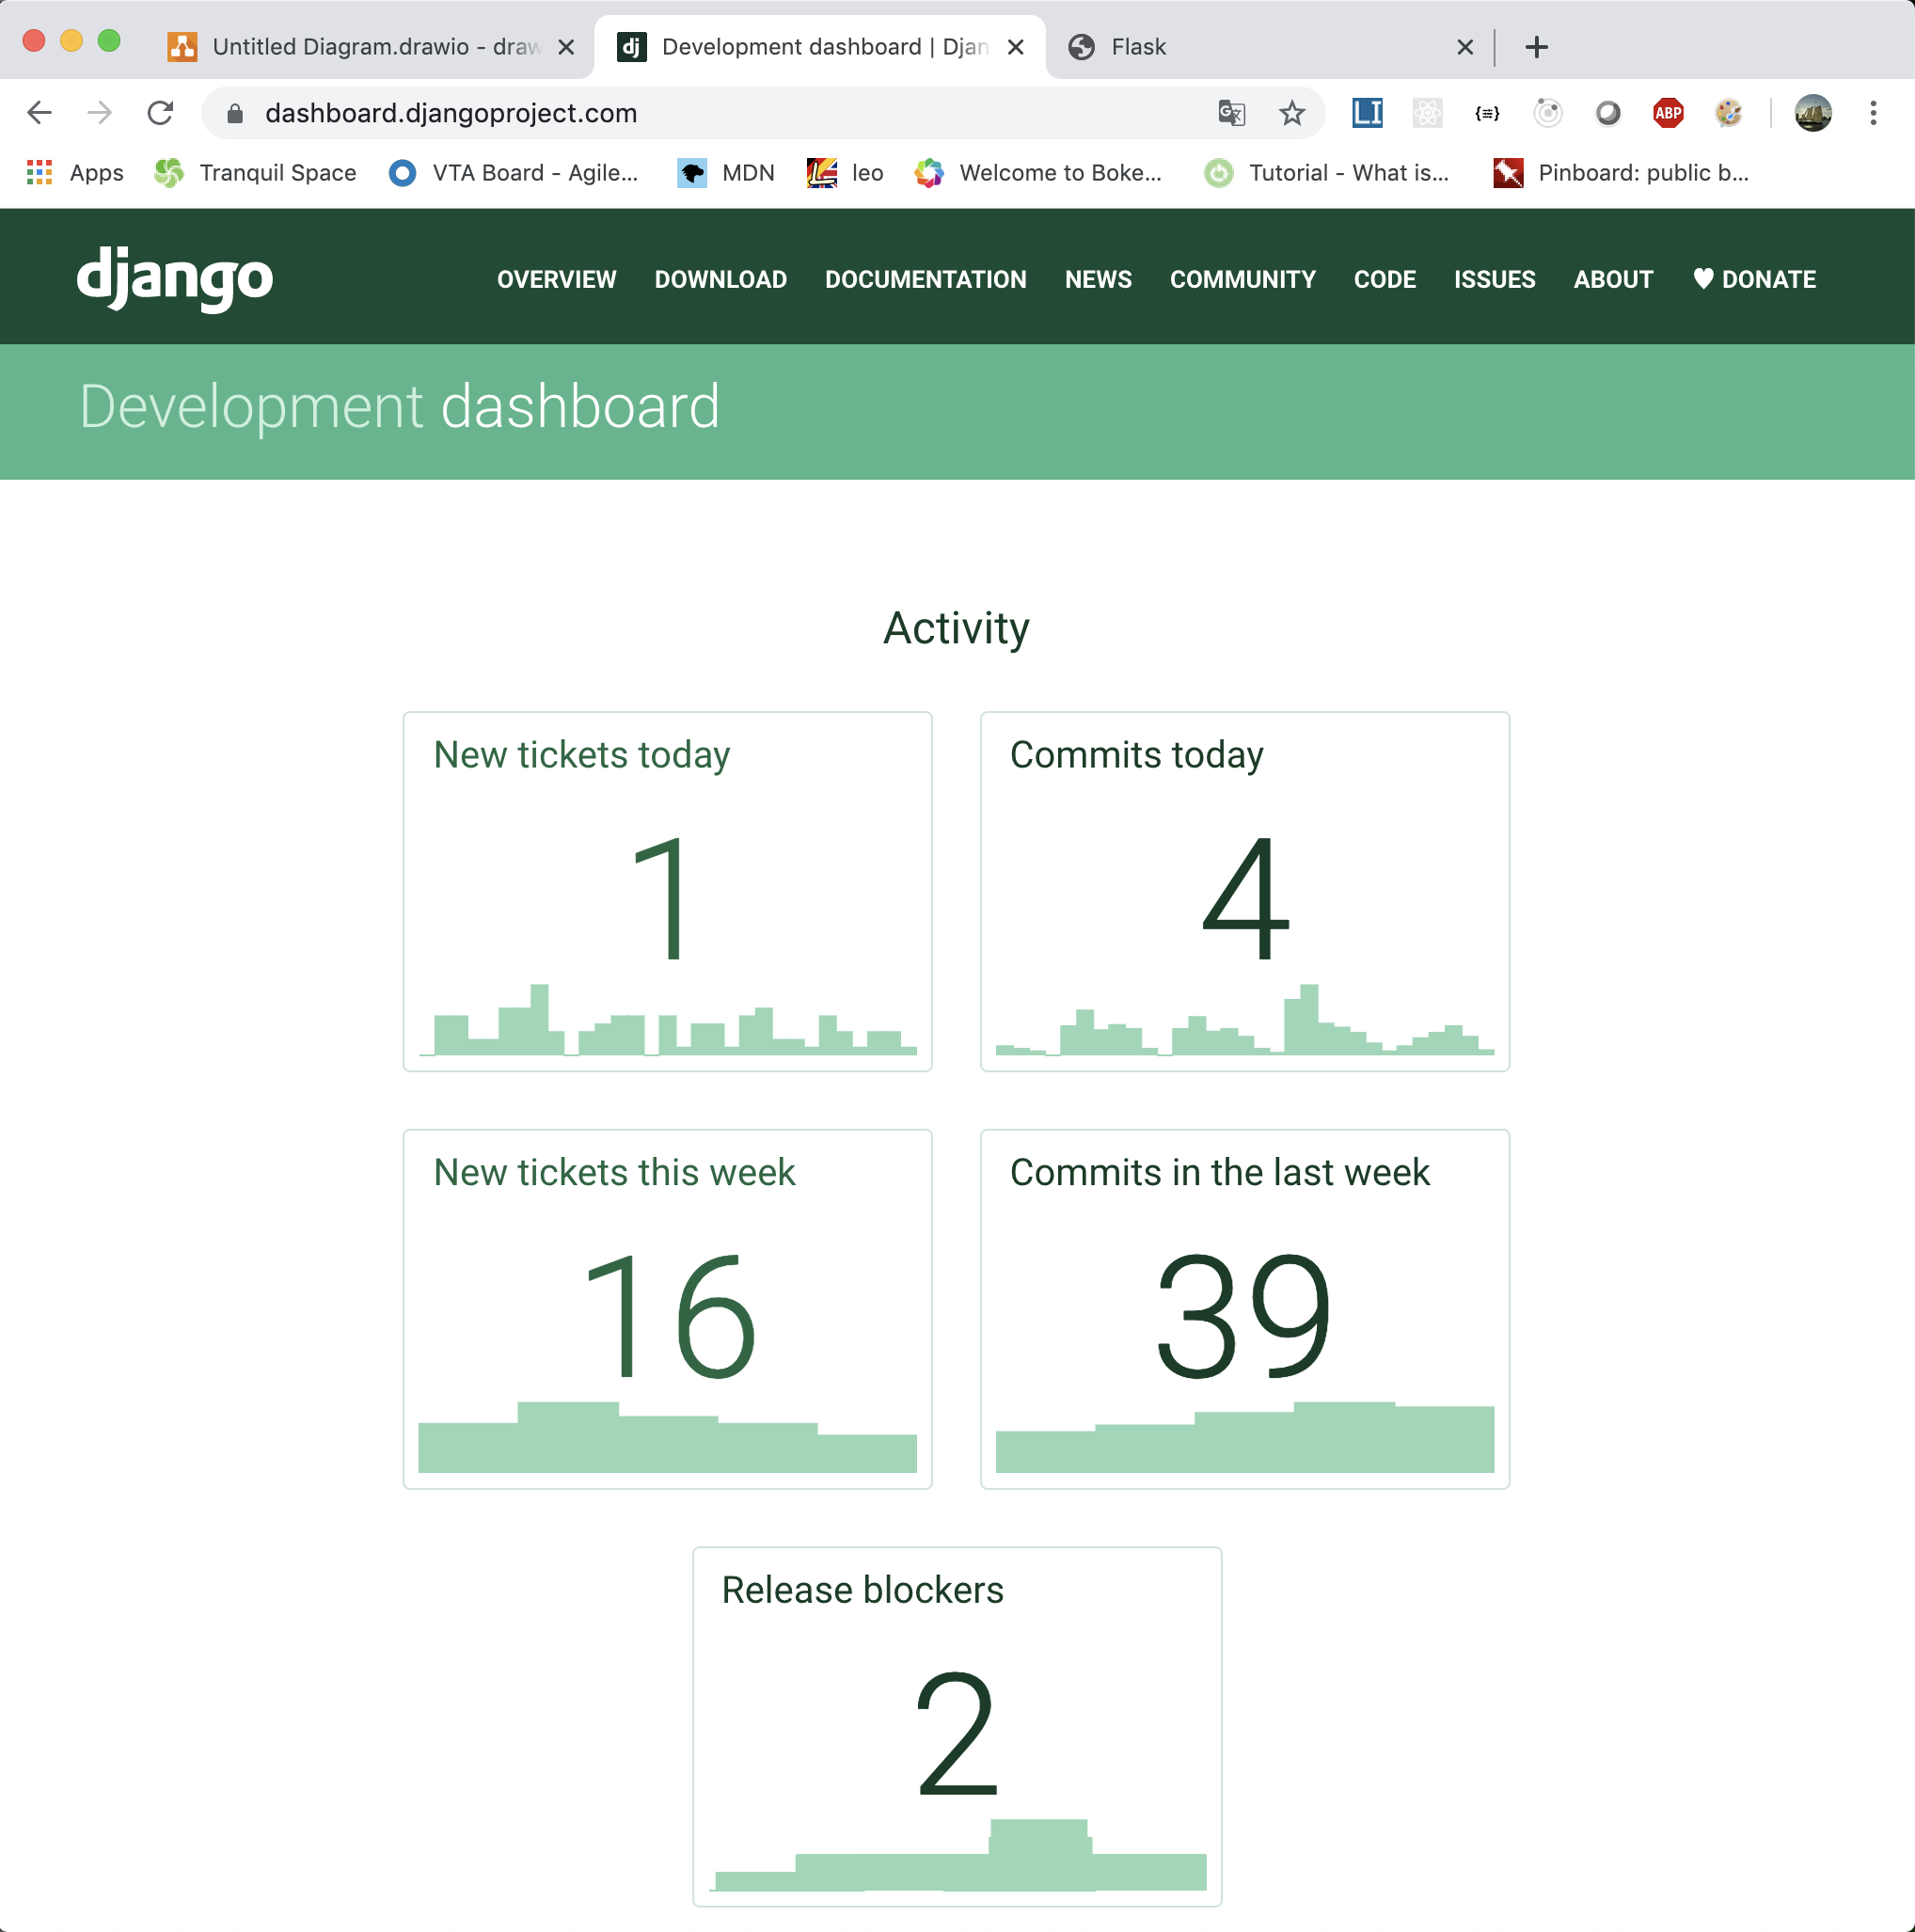 Untitled Diagram.drawio - draw
Development dashboard | Djan
Flask
dashboard.djangoproject.com
LI
ABP
Apps
Tranquil Space
VTA Board - Agile...
MDN
leo
Welcome to Boke...
Tutorial - What is...
Pinboard: public b...
django
OVERVIEW DOWNLOAD DOCUMENTATION NEWS COMMUNITY CODE ISSUES ABOUT ♥ DONATE
Development dashboard
Activity
New tickets today
1
Commits today
4
New tickets this week
16
Commits in the last week
39
Release blockers
2